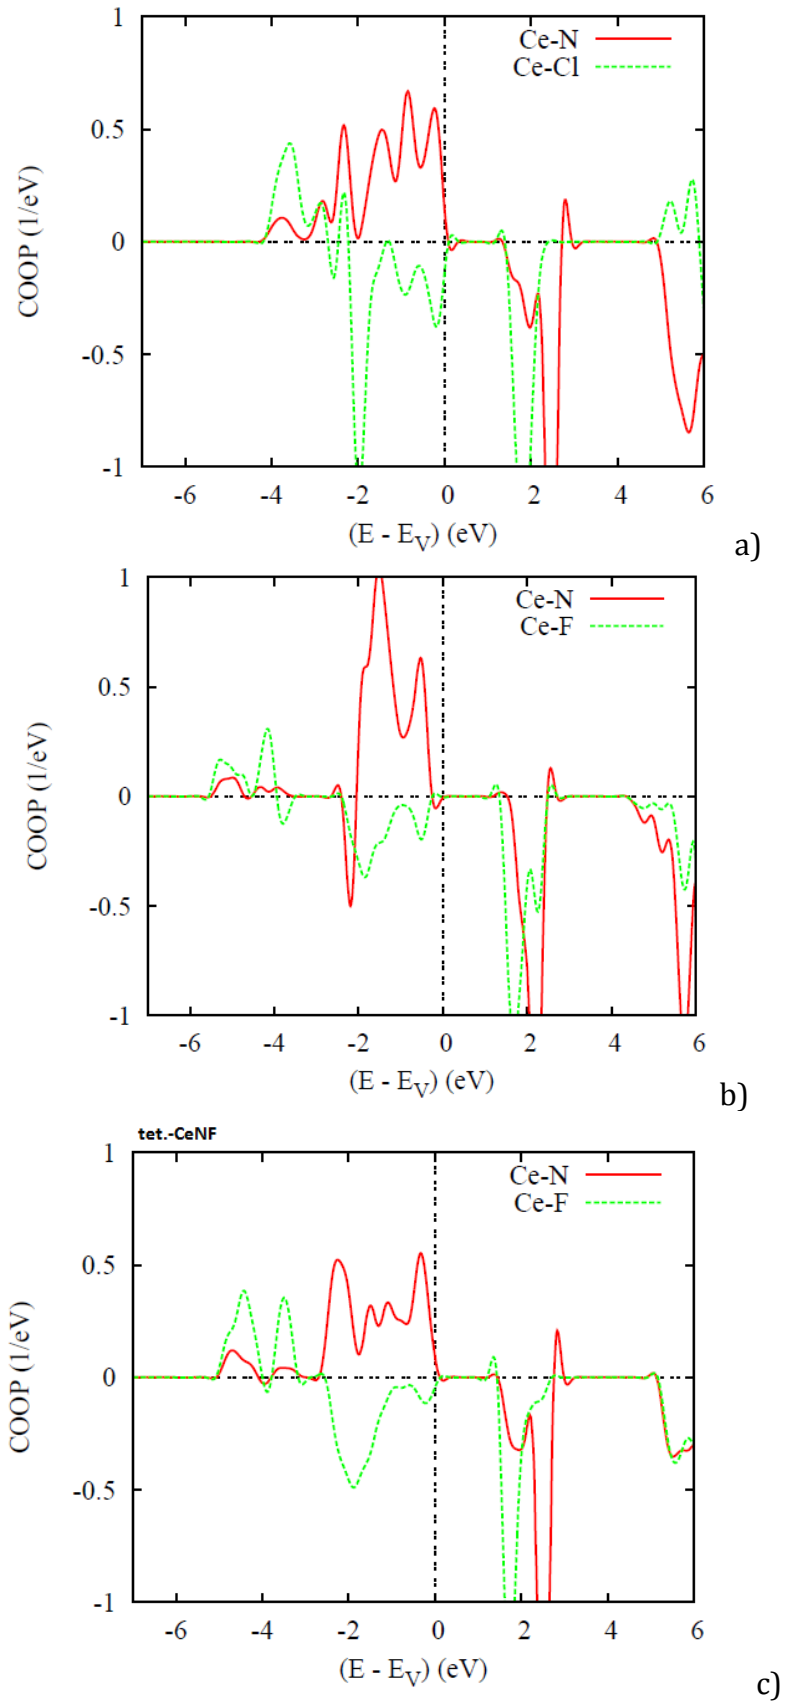 1
Ce-N
Ce-Cl
0.5
COOP (1/eV)
0
-0.5
-1
-6 -4 -2 0 2 4 6
(E - E_V) (eV)
a)
1
Ce-N
Ce-F
0.5
COOP (1/eV)
0
-0.5
-1
-6 -4 -2 0 2 4 6
(E - E_V) (eV)
b)
tet.-CeNF
1
Ce-N
Ce-F
0.5
COOP (1/eV)
0
-0.5
-1
-6 -4 -2 0 2 4 6
(E - E_V) (eV)
c)